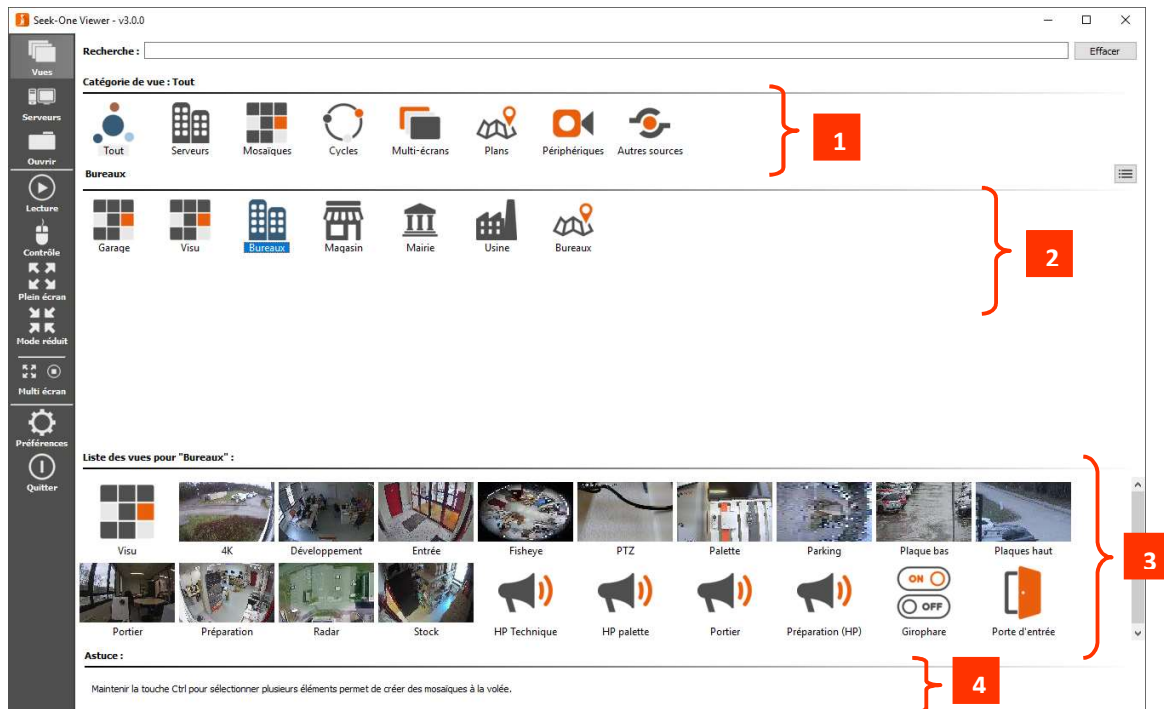 Seek-One Viewer - v3.0.0
Recherche :
Effacer
Vues
Serveurs
Ouvrir
Lecture
Contrôle
Plein écran
Mode réduit
Multi écran
Préférences
Quitter
Catégorie de vue : Tout
Tout Serveurs Mosaïques Cycles Multi-écrans Plans Périphériques Autres sources
1
Bureaux
Garage Visu Bureaux Magasin Mairie Usine Bureaux
2
Liste des vues pour "Bureaux" :
Visu 4K Développement Entrée Fisheye PTZ Palette Parking Plaque bas Plaques haut
ON
OFF
Portier Préparation Radar Stock HP Technique HP palette Portier Préparation (HP) Girophare Porte d'entrée
3
Astuce :
Maintenir la touche Ctrl pour sélectionner plusieurs éléments permet de créer des mosaïques à la volée.
4